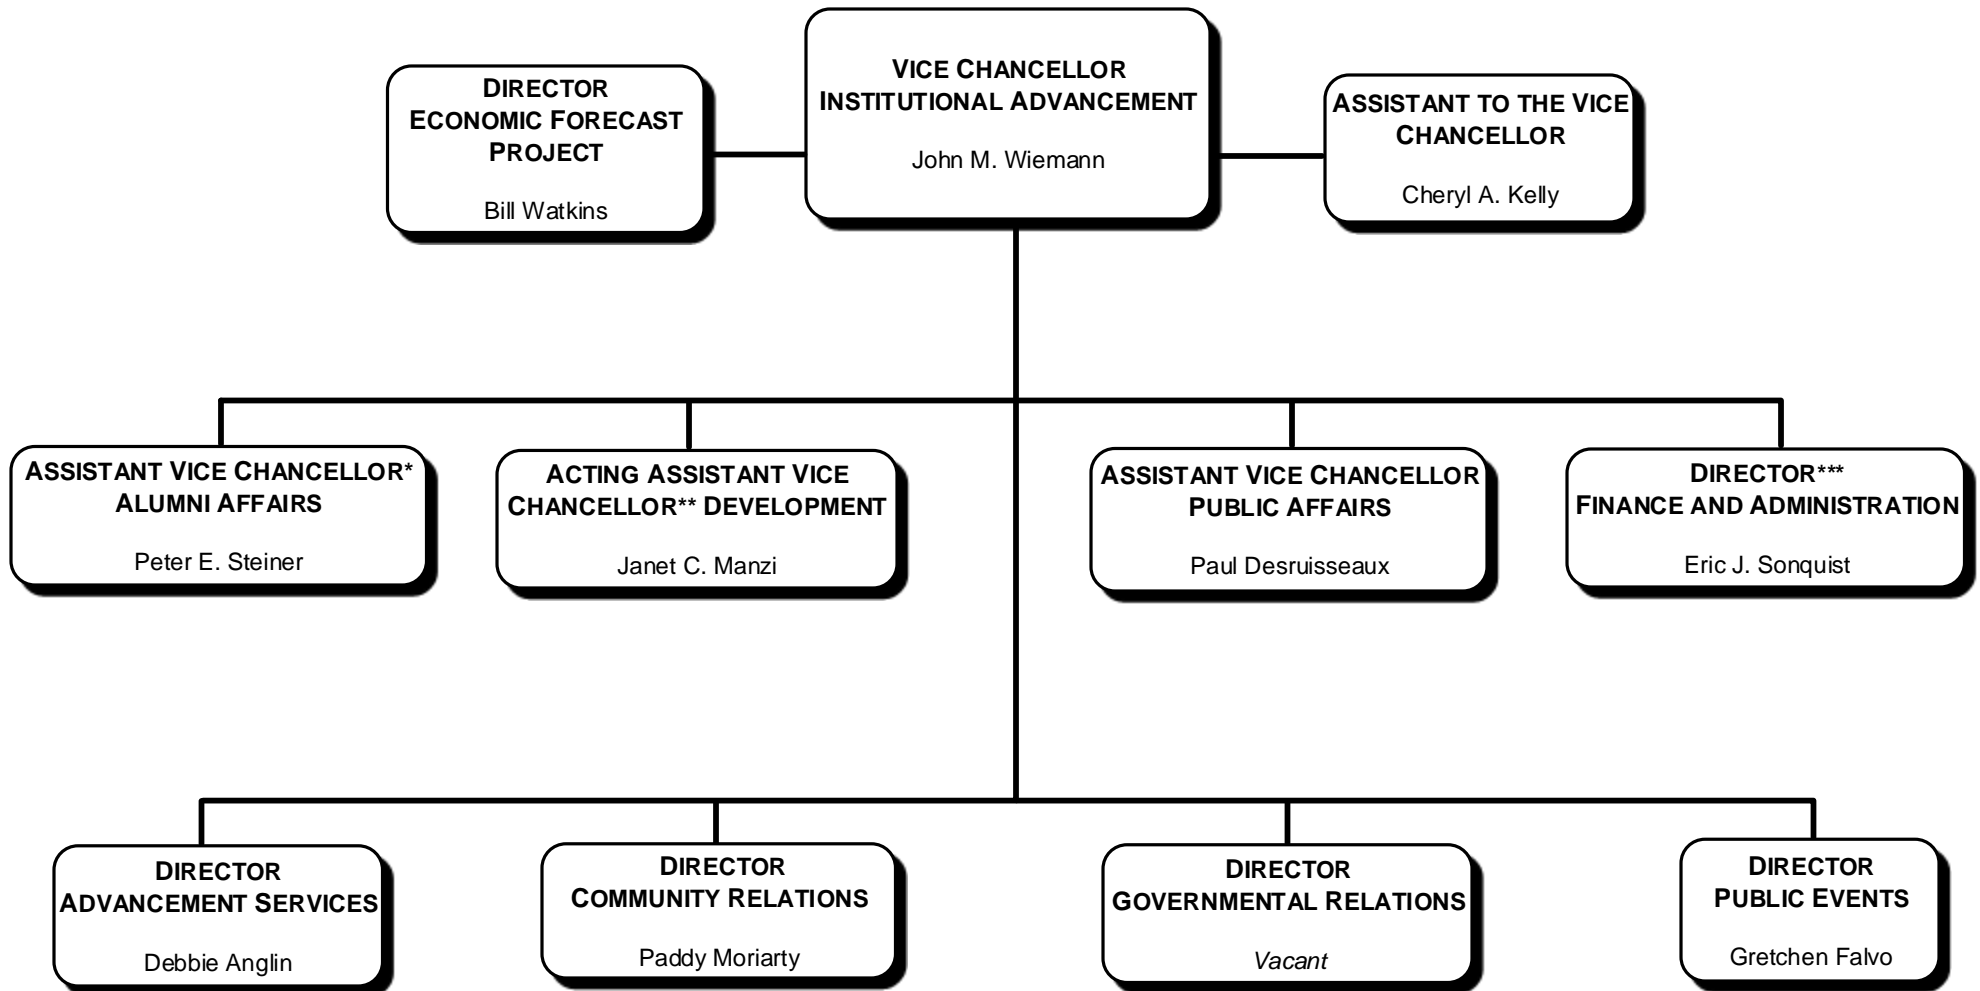 DIRECTOR
ECONOMIC FORECAST
PROJECT
Bill Watkins
VICE CHANCELLOR
INSTITUTIONAL ADVANCEMENT
John M. Wiemann
ASSISTANT TO THE VICE
CHANCELLOR
Cheryl A. Kelly
ASSISTANT VICE CHANCELLOR*
ALUMNI AFFAIRS
Peter E. Steiner
ACTING ASSISTANT VICE
CHANCELLOR** DEVELOPMENT
Janet C. Manzi
ASSISTANT VICE CHANCELLOR
PUBLIC AFFAIRS
Paul Desruisseaux
DIRECTOR***
FINANCE AND ADMINISTRATION
Eric J. Sonquist
DIRECTOR
ADVANCEMENT SERVICES
Debbie Anglin
DIRECTOR
COMMUNITY RELATIONS
Paddy Moriarty
DIRECTOR
GOVERNMENTAL RELATIONS
Vacant
DIRECTOR
PUBLIC EVENTS
Gretchen Falvo